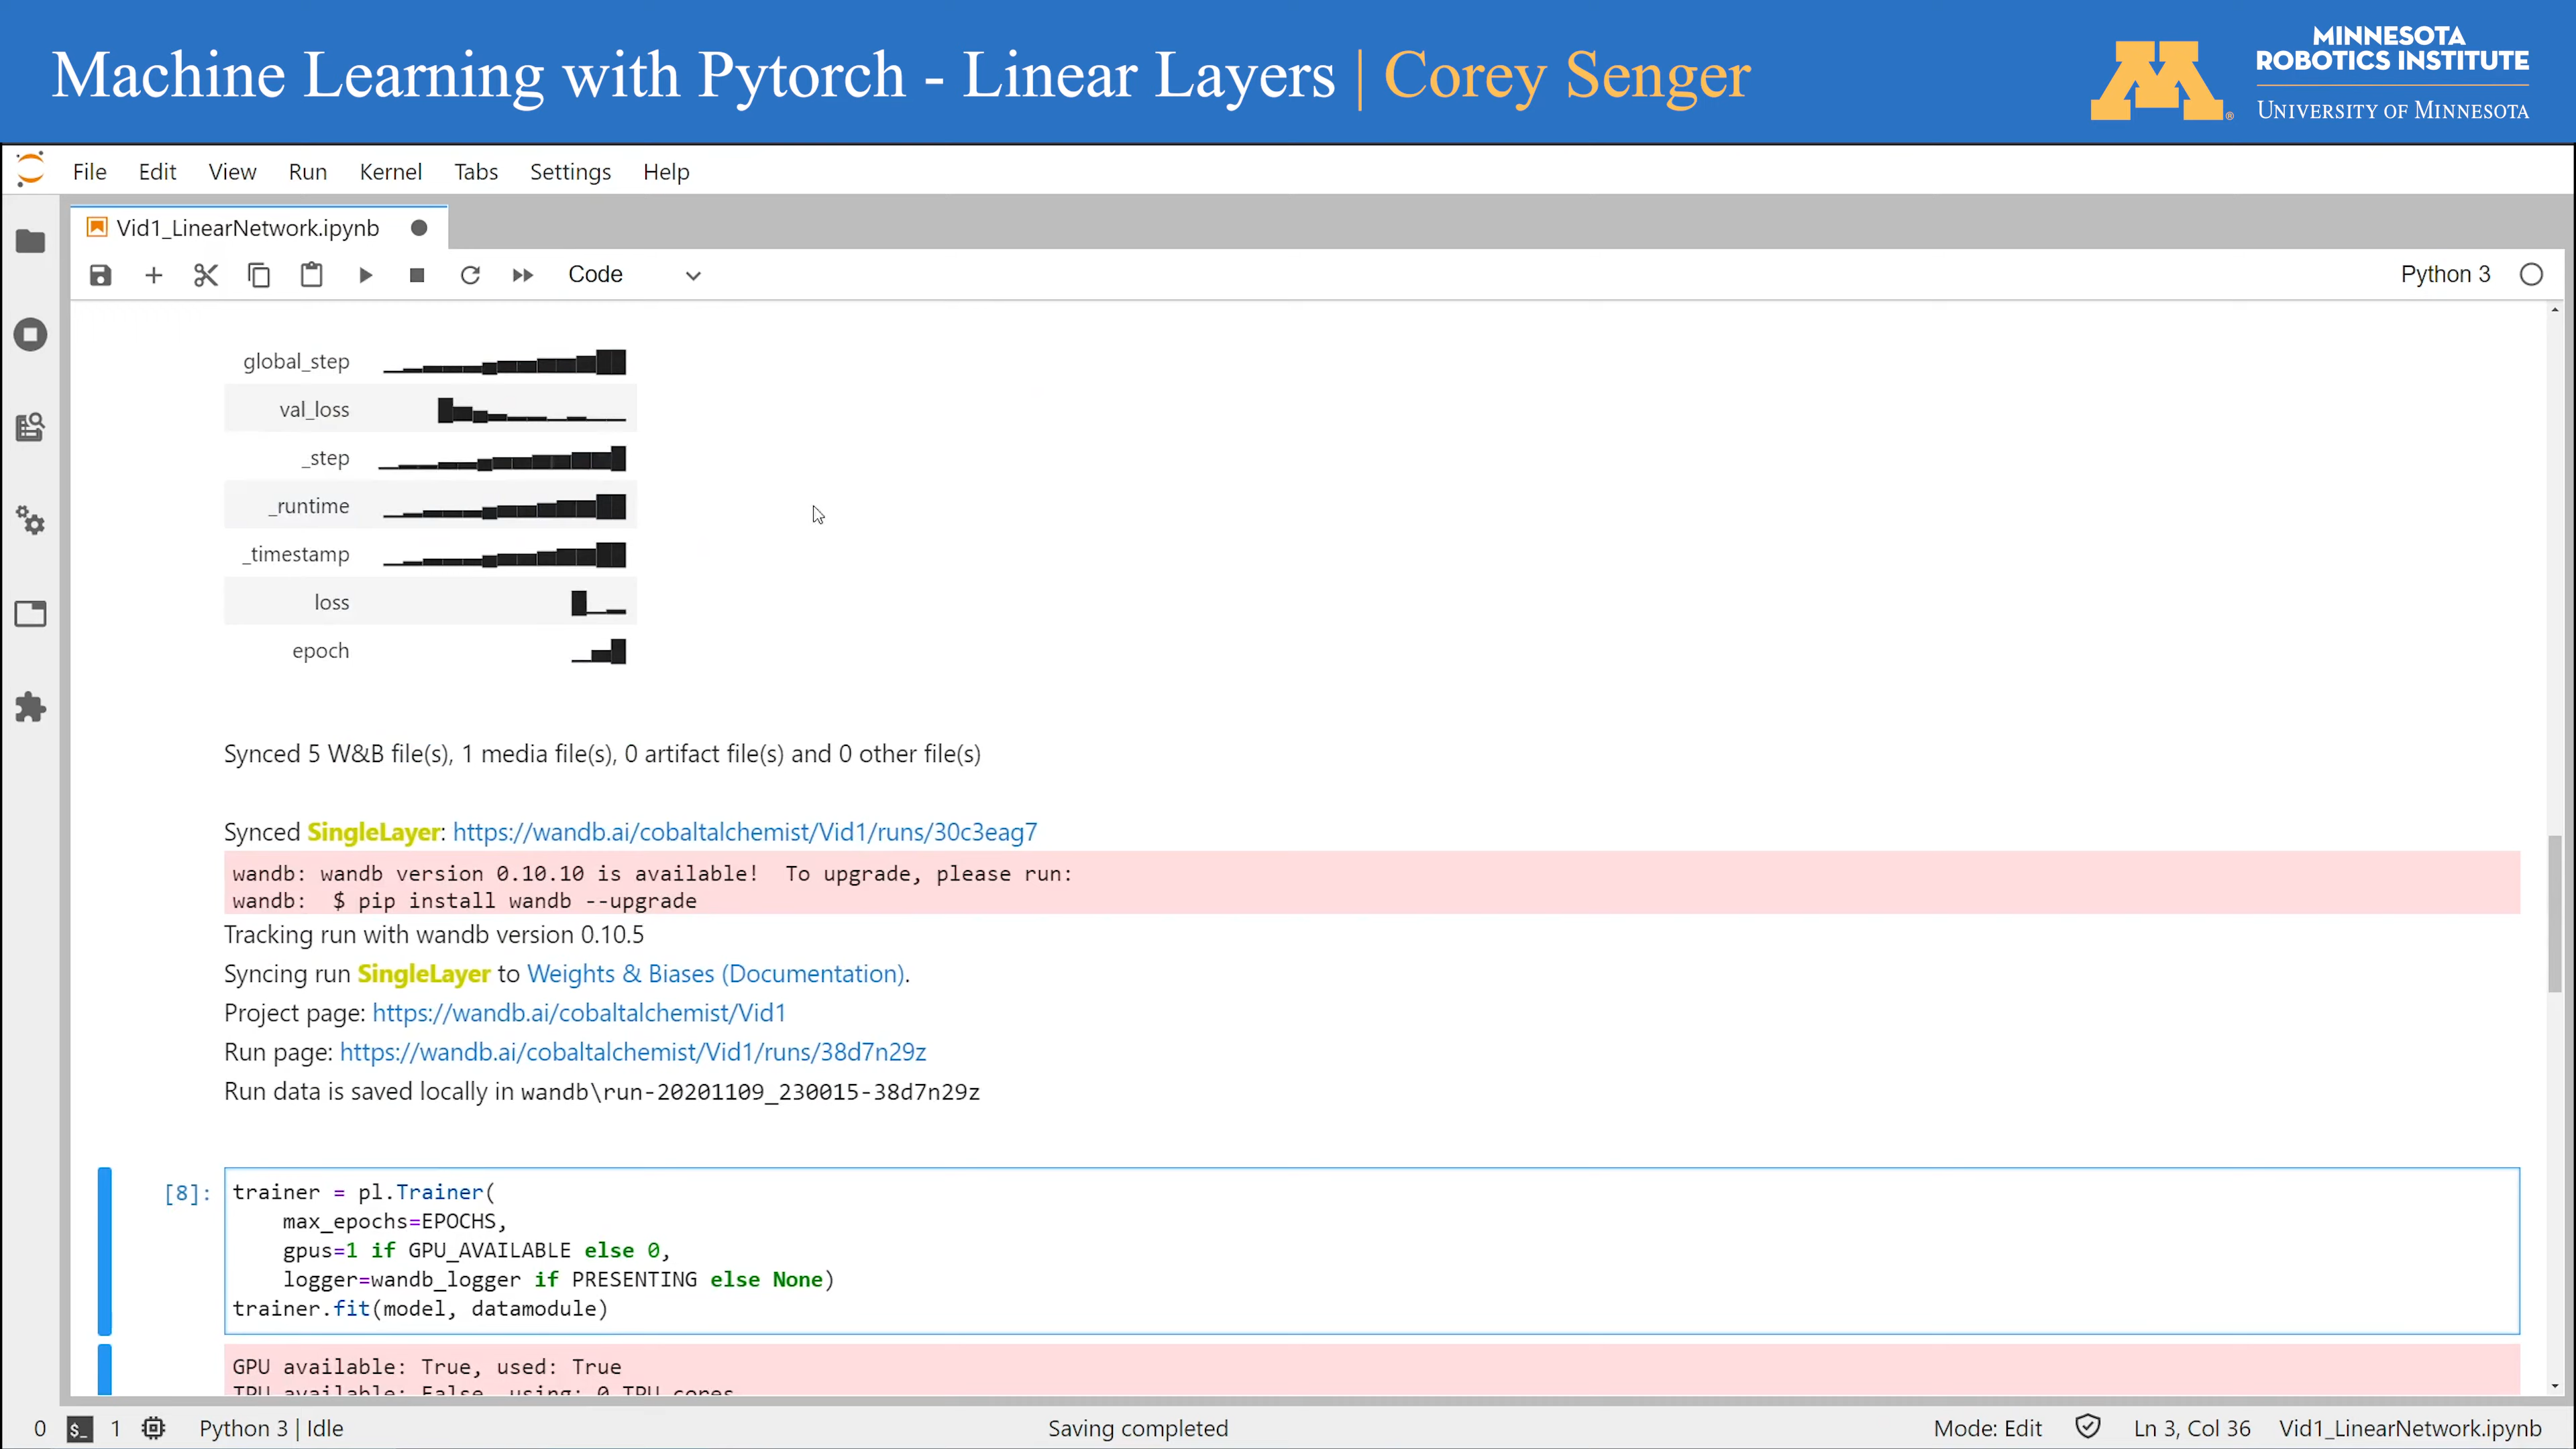 Machine Learning with Pytorch - Linear Layers | Corey Senger
MINNESOTA
ROBOTICS INSTITUTE
UNIVERSITY OF MINNESOTA
File Edit View Run Kernel Tabs Settings Help
Vid1_LinearNetwork.ipynb
Code
Python 3
global_step
val_loss
_step
_runtime
_timestamp
loss
epoch
Synced 5 W&B file(s), 1 media file(s), 0 artifact file(s) and 0 other file(s)
Synced SingleLayer: https://wandb.ai/cobaltalchemist/Vid1/runs/30c3eag7
wandb: wandb version 0.10.10 is available!  To upgrade, please run:
wandb:  $ pip install wandb --upgrade
Tracking run with wandb version 0.10.5
Syncing run SingleLayer to Weights & Biases (Documentation).
Project page: https://wandb.ai/cobaltalchemist/Vid1
Run page: https://wandb.ai/cobaltalchemist/Vid1/runs/38d7n29z
Run data is saved locally in wandb\run-20201109_230015-38d7n29z
[8]: trainer = pl.Trainer(
    max_epochs=EPOCHS,
    gpus=1 if GPU_AVAILABLE else 0,
    logger=wandb_logger if PRESENTING else None)
trainer.fit(model, datamodule)
GPU available: True, used: True
TPU available: False, using: 0 TPU cores
0 $_ 1 Python 3 | Idle Saving completed Mode: Edit Ln 3, Col 36 Vid1_LinearNetwork.ipynb